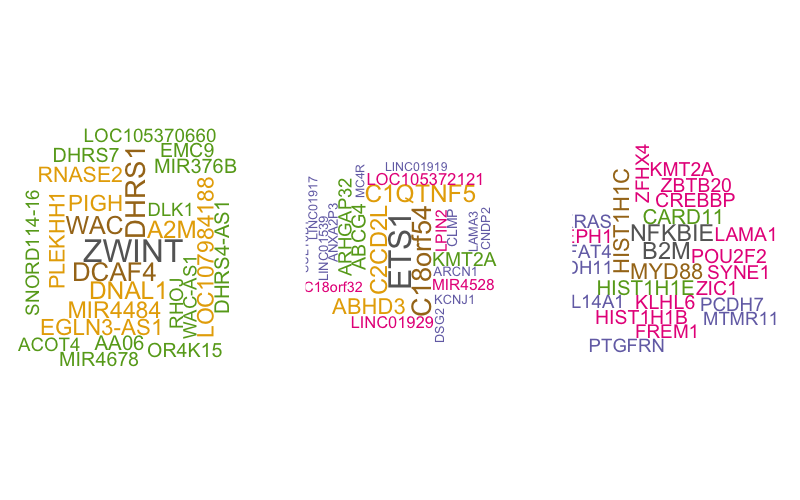 LOC105370660
DHRS7
EMC9
RNASE2
MIR376B
DHRS1
PLEKHH1
PIGH
DLK1
LOC107984188
SNORD114-16
WAC
A2M
DHRS4-AS1
ZWINT
DCAF4
WAC-AS1
DNAL1
RHOJ
MIR4484
EGLN3-AS1
ACOT4
AA06
OR4K15
MIR4678
LINC01919
MC4R
LOC105372121
LINC01917
C1QTNF5
ARHGAP32
ABCG4
ANXA2P3
LINC01539
C2CD2L
ETS1
C18orf54
LPIN2
CLMP
LAMA3
CNDP2
KMT2A
ARCN1
C18orf32
MIR4528
ABHD3
KCNJ1
LINC01929
DSG2
ZFHX4
KMT2A
ZBTB20
CREBBP
HIST1H1C
CARD11
RAS
NFKBIE
LAMA1
PH1
B2M
POU2F2
AT4
MYD88
SYNE1
DH11
HIST1H1E
ZIC1
L14A1
KLHL6
PCDH7
HIST1H1B
MTMR11
FREM1
PTGFRN